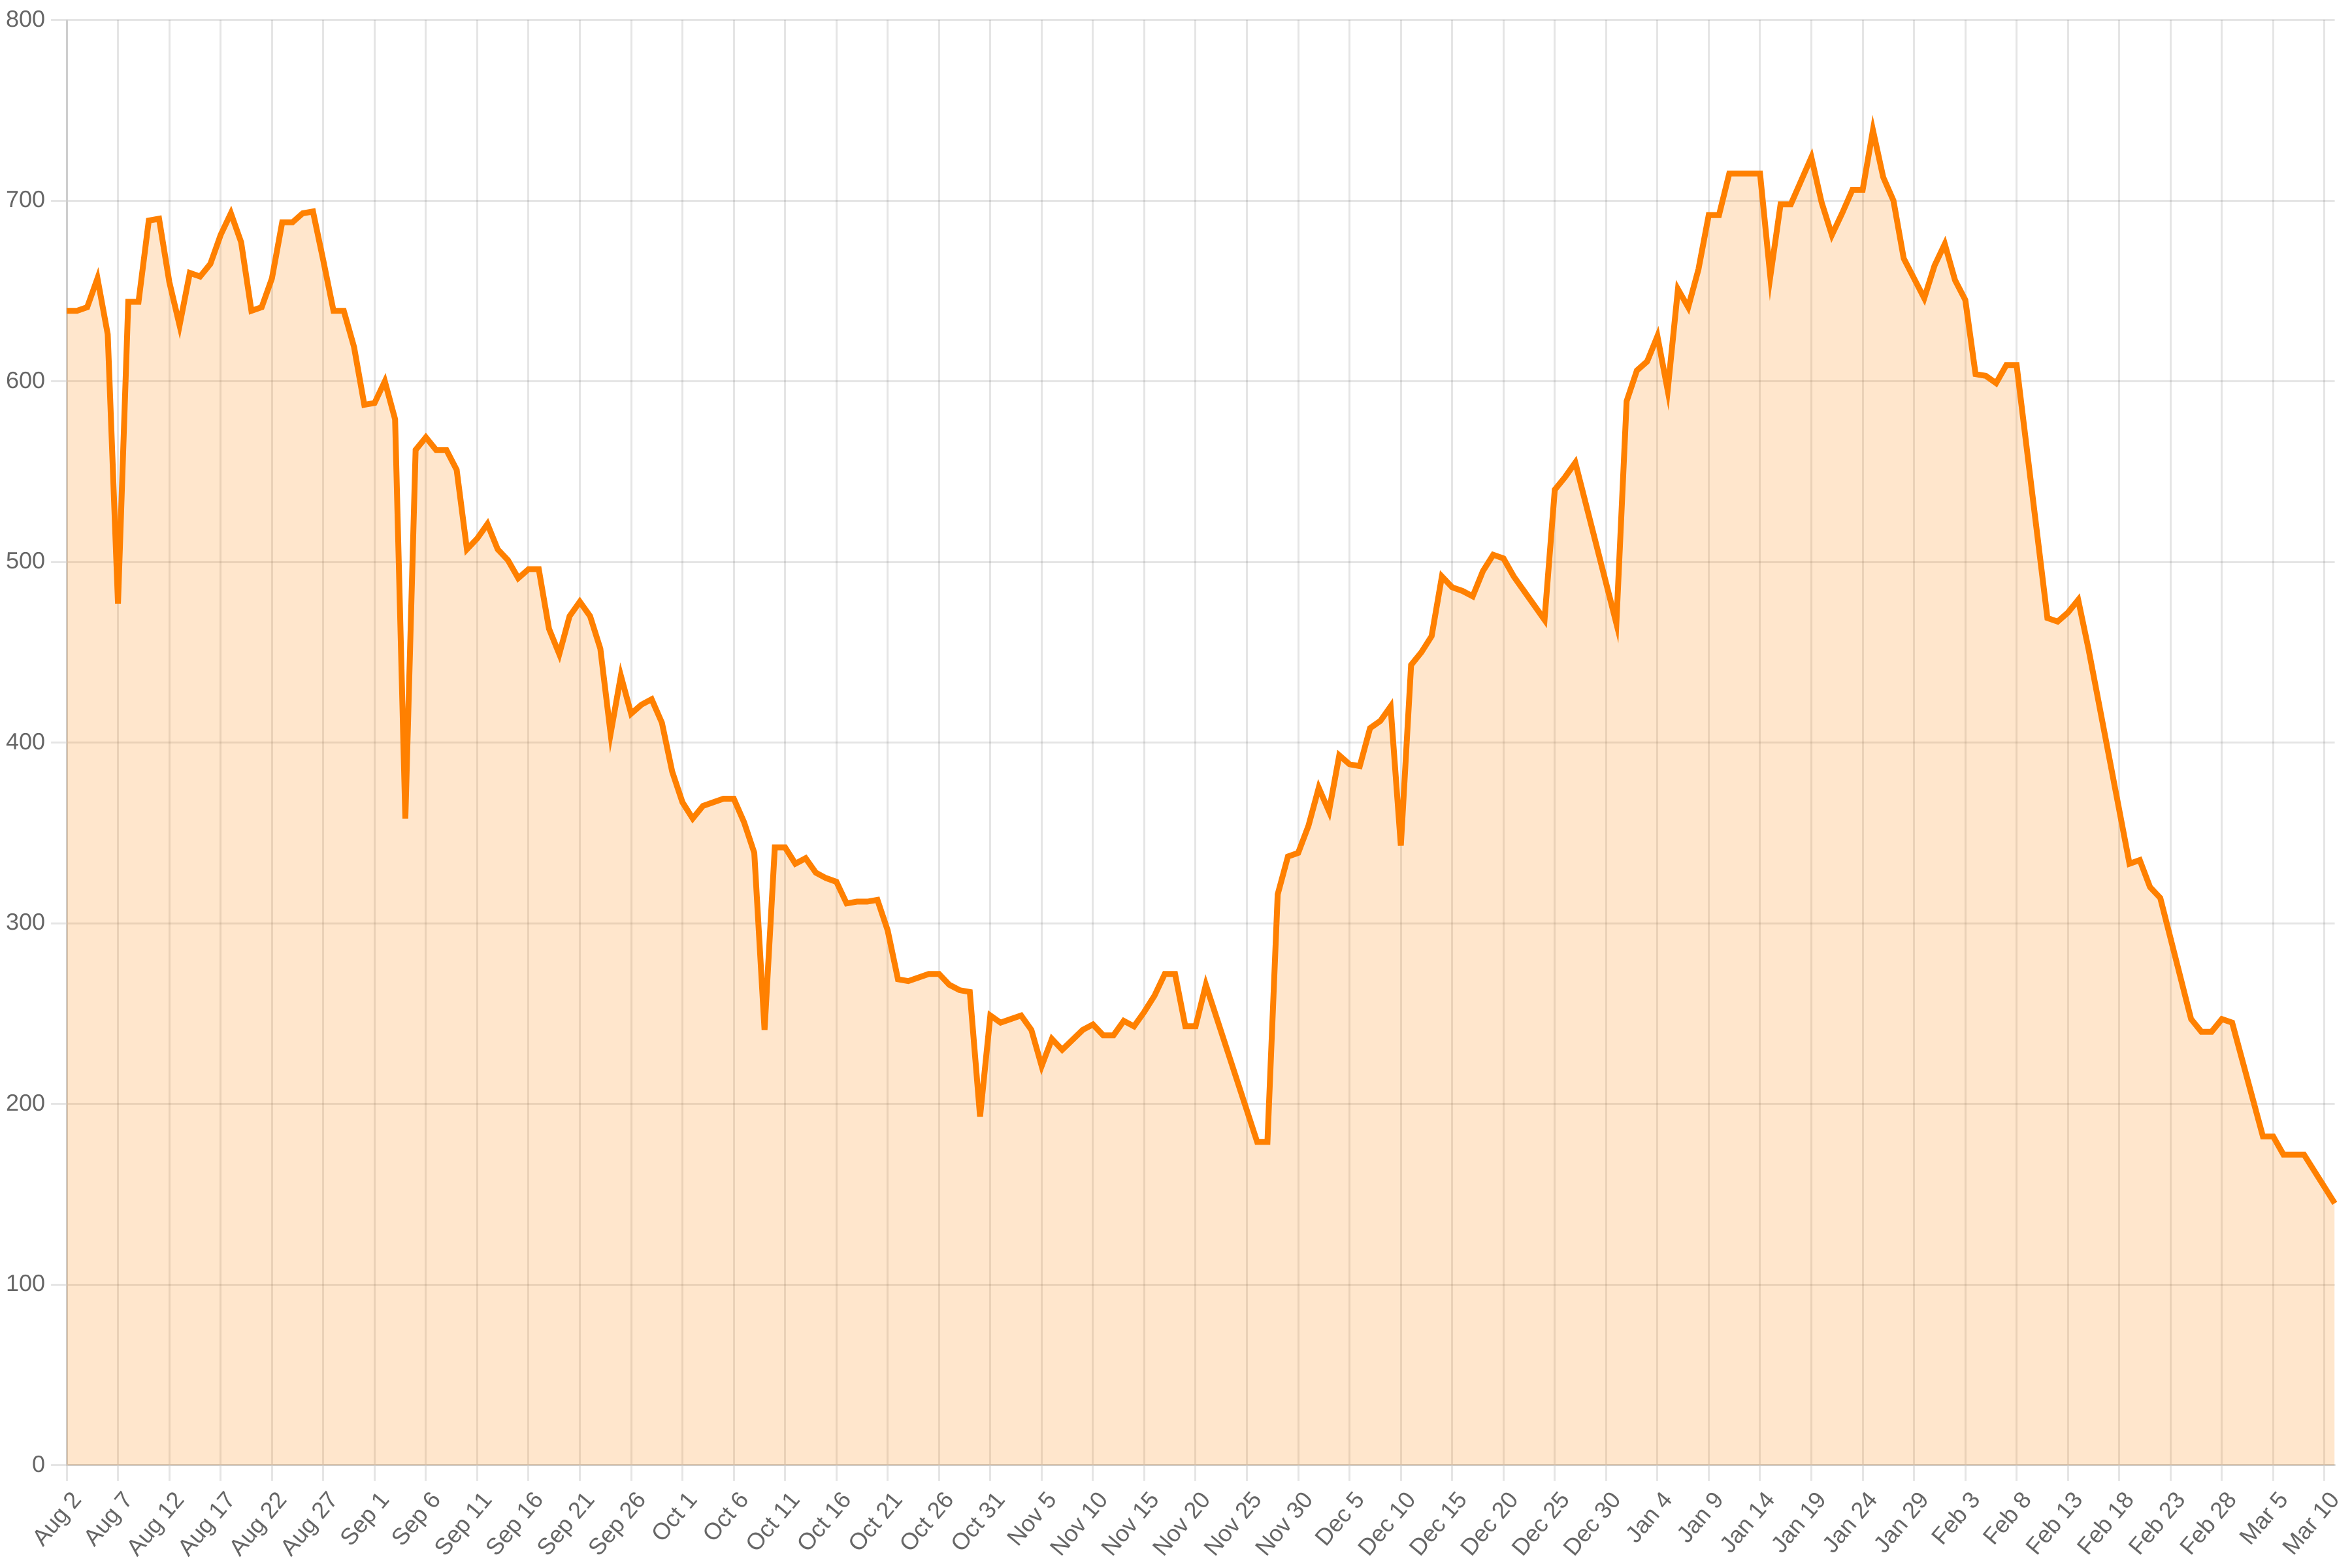 800
700
600
500
400
300
200
100
0
Aug 2
Aug 7
Aug 12
Aug 17
Aug 22
Aug 27
Sep 1
Sep 6
Sep 11
Sep 16
Sep 21
Sep 26
Oct 1
Oct 6
Oct 11
Oct 16
Oct 21
Oct 26
Oct 31
Nov 5
Nov 10
Nov 15
Nov 20
Nov 25
Nov 30
Dec 5
Dec 10
Dec 15
Dec 20
Dec 25
Dec 30
Jan 4
Jan 9
Jan 14
Jan 19
Jan 24
Jan 29
Feb 3
Feb 8
Feb 13
Feb 18
Feb 23
Feb 28
Mar 5
Mar 10